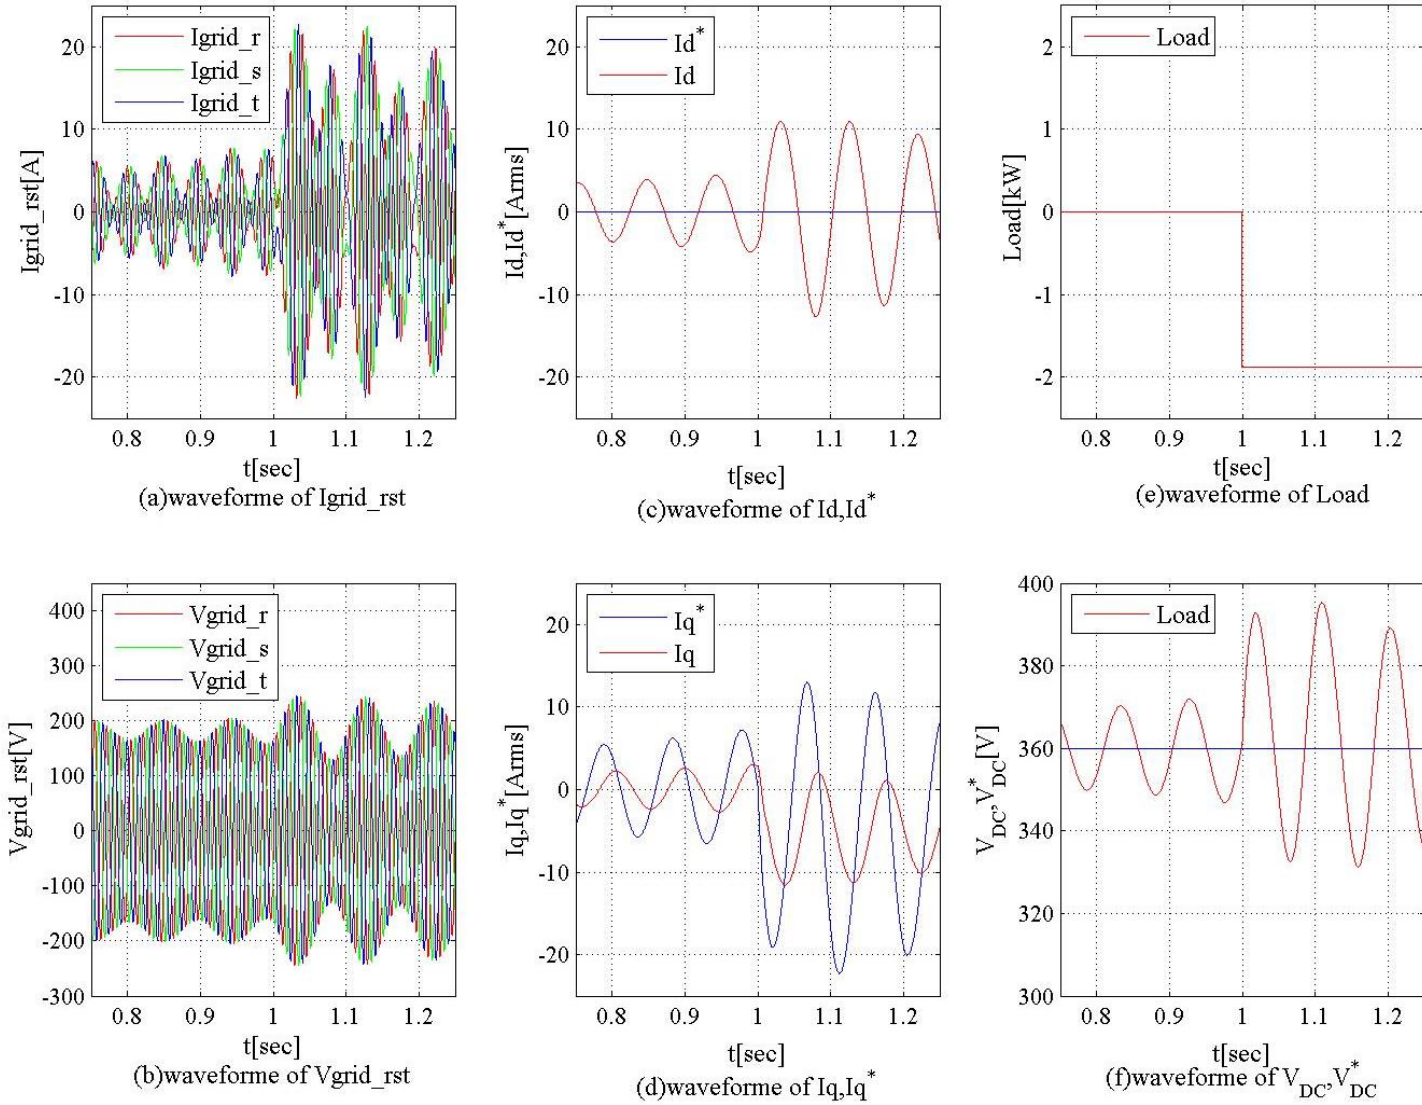 Igrid_r
Igrid_s
Igrid_t
Igrid_rst[A]
20
10
0
-10
-20
0.8 0.9 1 1.1 1.2
t[sec]
(a)waveforme of Igrid_rst
Id*
Id
Id,Id*[Arms]
20
10
0
-10
-20
0.8 0.9 1 1.1 1.2
t[sec]
(c)waveforme of Id,Id*
Load
Load[kW]
2
1
0
-1
-2
0.8 0.9 1 1.1 1.2
t[sec]
(e)waveforme of Load
Vgrid_r
Vgrid_s
Vgrid_t
Vgrid_rst[V]
400
300
200
100
0
-100
-200
-300
0.8 0.9 1 1.1 1.2
t[sec]
(b)waveforme of Vgrid_rst
Iq*
Iq
Iq,Iq*[Arms]
20
10
0
-10
-20
0.8 0.9 1 1.1 1.2
t[sec]
(d)waveforme of Iq,Iq*
Load
V_DC,V*_DC[V]
400
380
360
340
320
300
0.8 0.9 1 1.1 1.2
t[sec]
(f)waveforme of V_DC,V*_DC